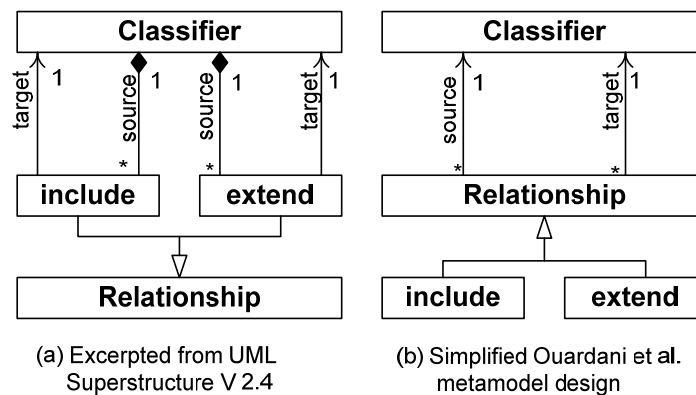 Classifier
target
1
source
1
*
source
1
*
target
1
include
extend
Relationship
(a) Excerpted from UML
Superstructure V 2.4
Classifier
source
1
*
target
1
*
Relationship
include
extend
(b) Simplified Ouardani et al.
metamodel design